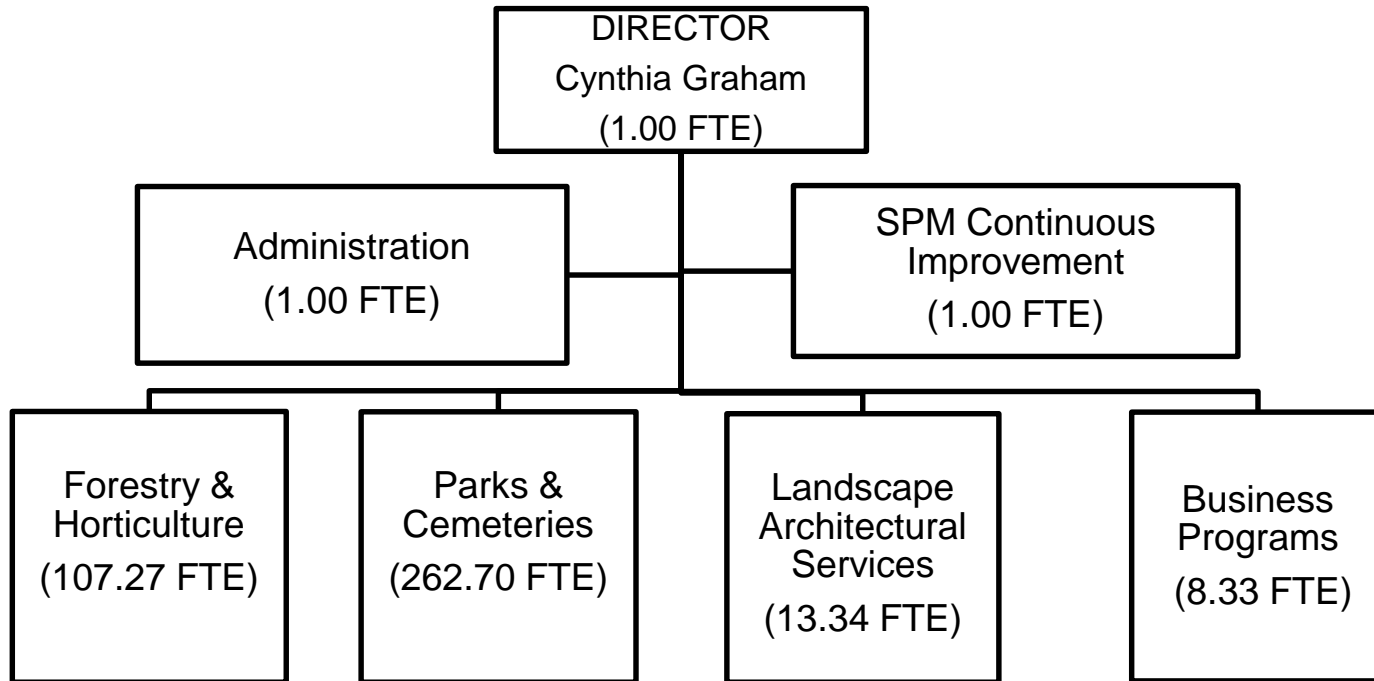 DIRECTOR
Cynthia Graham
(1.00 FTE)
Administration
(1.00 FTE)
SPM Continuous
Improvement
(1.00 FTE)
Forestry &
Horticulture
(107.27 FTE)
Parks &
Cemeteries
(262.70 FTE)
Landscape
Architectural
Services
(13.34 FTE)
Business
Programs
(8.33 FTE)